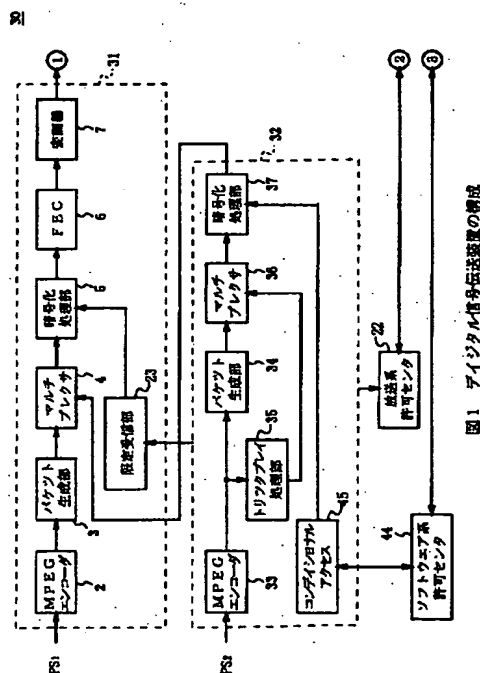 30
31
①
変調器
7
FEC
6
暗号化
処理部
6
マルチ
プレクサ
4
パケット
生成部
3
MPEG
エンコーダ
2
PS1
限定受信部
23
32
暗号化
処理部
37
マルチ
プレクサ
36
パケット
生成部
34
トリックプレイ
処理部
35
MPEG
エンコーダ
33
PS2
コンディショナル
アクセス
45
②
③
放送系
許可センタ
22
ソフトウエア系
許可センタ
44
図1 デイジタル信号伝送装置の構成